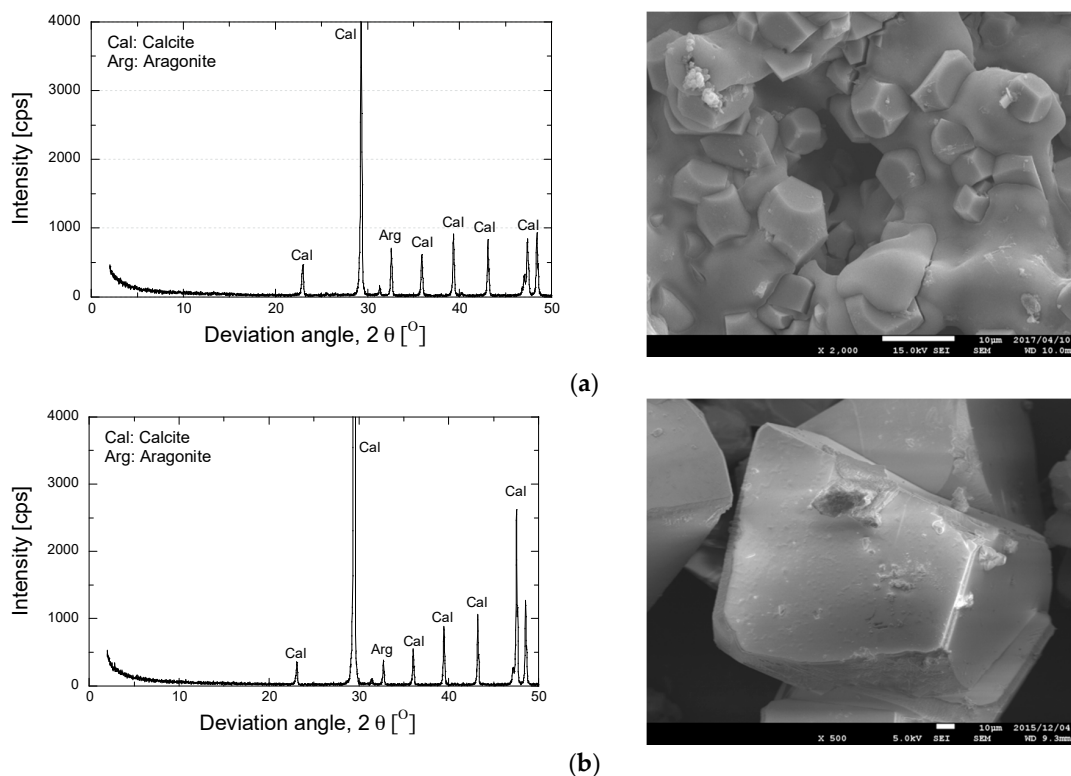 4000
Cal: Calcite
Arg: Aragonite
Cal
3000
2000
1000
0
Cal
Arg
Cal
Cal
Cal
Cal
0 10 20 30 40 50
Intensity [cps]
Deviation angle, 2 θ [O]
10μm 2017/04/10
X 2,000 15.0kV SEI SEM WD 10.0m
(a)
4000
Cal: Calcite
Arg: Aragonite
Cal
3000
2000
1000
0
Cal
Arg
Cal
Cal
Cal
Cal
0 10 20 30 40 50
Intensity [cps]
Deviation angle, 2 θ [O]
10μm 2015/12/04
X 500 5.0kV SEI SEM WD 9.3mm
(b)